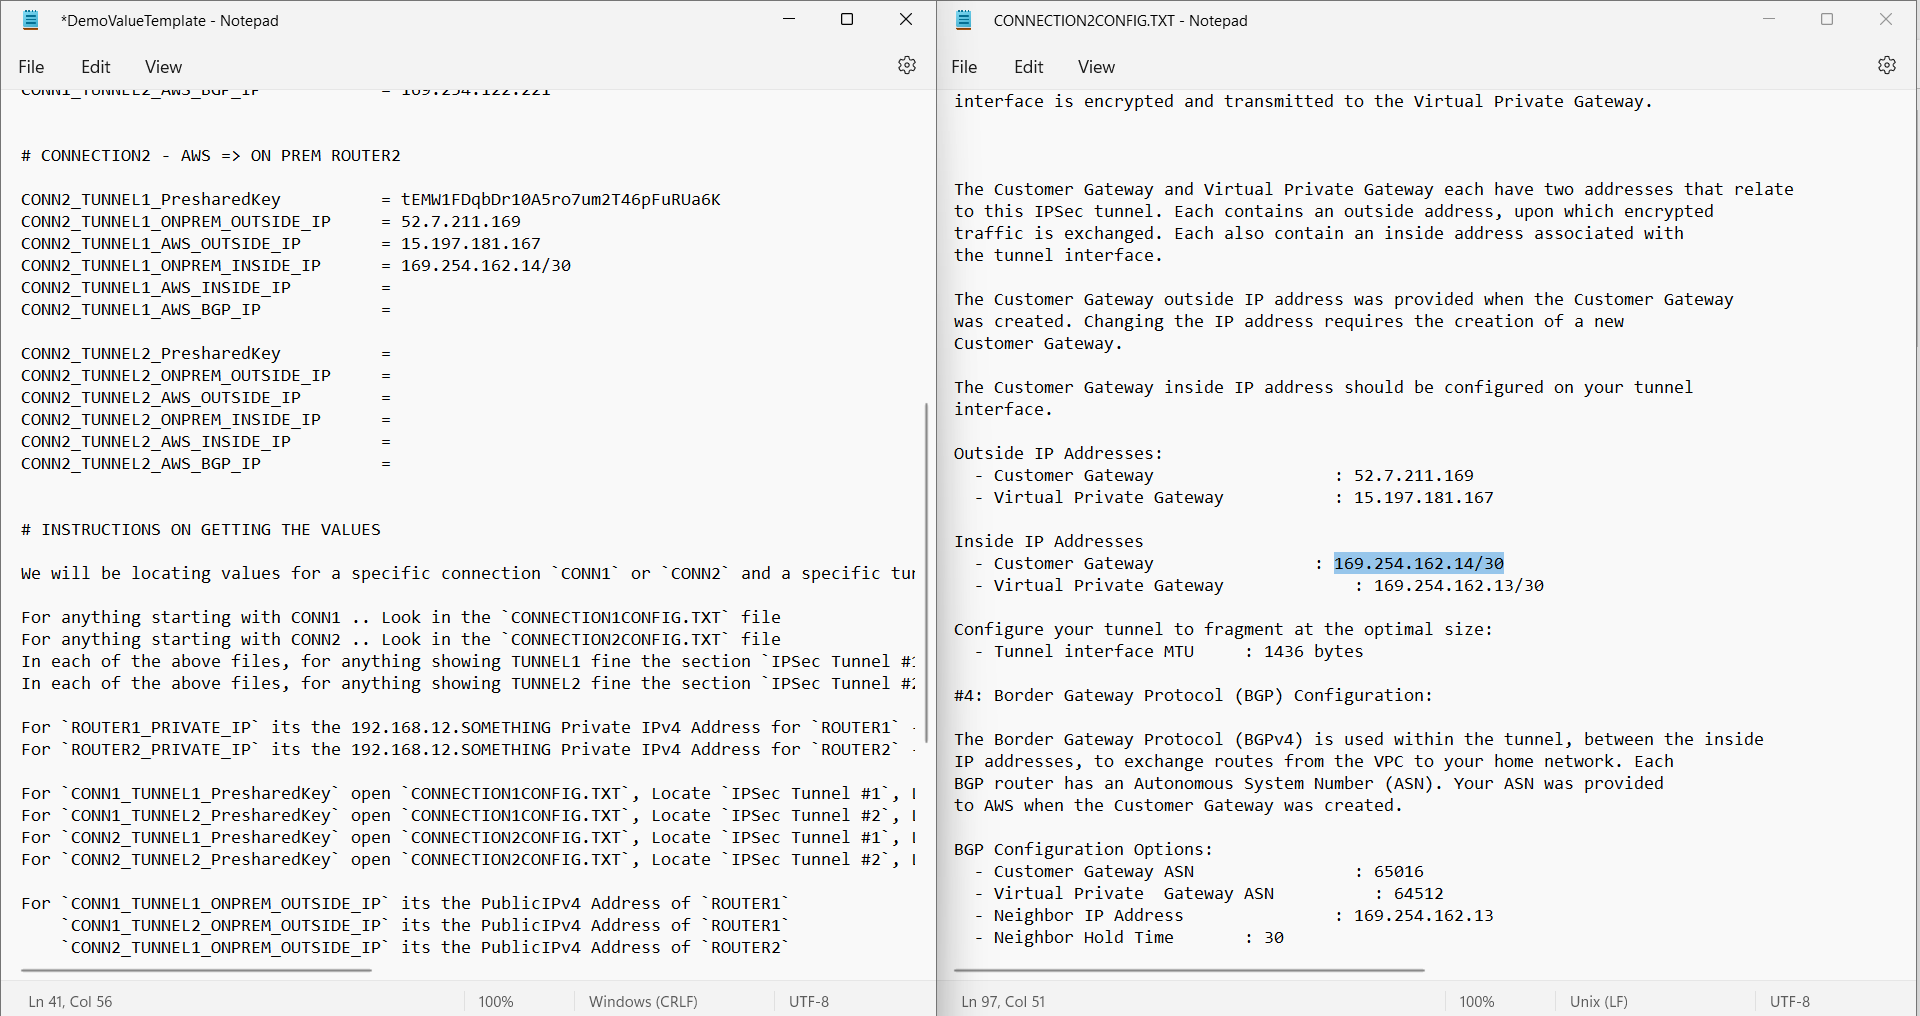 *DemoValueTemplate - Notepad
File Edit View
CONN1_TUNNEL2_AWS_BGP_IP = 169.254.122.221
# CONNECTION2 - AWS => ON PREM ROUTER2
CONN2_TUNNEL1_PresharedKey = tEMW1FDqbDr10A5ro7um2T46pFuRUa6K
CONN2_TUNNEL1_ONPREM_OUTSIDE_IP = 52.7.211.169
CONN2_TUNNEL1_AWS_OUTSIDE_IP = 15.197.181.167
CONN2_TUNNEL1_ONPREM_INSIDE_IP = 169.254.162.14/30
CONN2_TUNNEL1_AWS_INSIDE_IP =
CONN2_TUNNEL1_AWS_BGP_IP =
CONN2_TUNNEL2_PresharedKey =
CONN2_TUNNEL2_ONPREM_OUTSIDE_IP =
CONN2_TUNNEL2_AWS_OUTSIDE_IP =
CONN2_TUNNEL2_ONPREM_INSIDE_IP =
CONN2_TUNNEL2_AWS_INSIDE_IP =
CONN2_TUNNEL2_AWS_BGP_IP =
# INSTRUCTIONS ON GETTING THE VALUES
We will be locating values for a specific connection `CONN1` or `CONN2` and a specific tun
For anything starting with CONN1 .. Look in the `CONNECTION1CONFIG.TXT` file
For anything starting with CONN2 .. Look in the `CONNECTION2CONFIG.TXT` file
In each of the above files, for anything showing TUNNEL1 fine the section `IPSec Tunnel #1
In each of the above files, for anything showing TUNNEL2 fine the section `IPSec Tunnel #2
For `ROUTER1_PRIVATE_IP` its the 192.168.12.SOMETHING Private IPv4 Address for `ROUTER1` -
For `ROUTER2_PRIVATE_IP` its the 192.168.12.SOMETHING Private IPv4 Address for `ROUTER2` -
For `CONN1_TUNNEL1_PresharedKey` open `CONNECTION1CONFIG.TXT`, Locate `IPSec Tunnel #1`,
For `CONN1_TUNNEL2_PresharedKey` open `CONNECTION1CONFIG.TXT`, Locate `IPSec Tunnel #2`,
For `CONN2_TUNNEL1_PresharedKey` open `CONNECTION2CONFIG.TXT`, Locate `IPSec Tunnel #1`,
For `CONN2_TUNNEL2_PresharedKey` open `CONNECTION2CONFIG.TXT`, Locate `IPSec Tunnel #2`,
For `CONN1_TUNNEL1_ONPREM_OUTSIDE_IP` its the PublicIPv4 Address of `ROUTER1`
`CONN1_TUNNEL2_ONPREM_OUTSIDE_IP` its the PublicIPv4 Address of `ROUTER1`
`CONN2_TUNNEL1_ONPREM_OUTSIDE_IP` its the PublicIPv4 Address of `ROUTER2`
Ln 41, Col 56 100% Windows (CRLF) UTF-8
CONNECTION2CONFIG.TXT - Notepad
File Edit View
interface is encrypted and transmitted to the Virtual Private Gateway.
The Customer Gateway and Virtual Private Gateway each have two addresses that relate
to this IPSec tunnel. Each contains an outside address, upon which encrypted
traffic is exchanged. Each also contain an inside address associated with
the tunnel interface.
The Customer Gateway outside IP address was provided when the Customer Gateway
was created. Changing the IP address requires the creation of a new
Customer Gateway.
The Customer Gateway inside IP address should be configured on your tunnel
interface.
Outside IP Addresses:
- Customer Gateway : 52.7.211.169
- Virtual Private Gateway : 15.197.181.167
Inside IP Addresses
- Customer Gateway : 169.254.162.14/30
- Virtual Private Gateway : 169.254.162.13/30
Configure your tunnel to fragment at the optimal size:
- Tunnel interface MTU : 1436 bytes
#4: Border Gateway Protocol (BGP) Configuration:
The Border Gateway Protocol (BGPv4) is used within the tunnel, between the inside
IP addresses, to exchange routes from the VPC to your home network. Each
BGP router has an Autonomous System Number (ASN). Your ASN was provided
to AWS when the Customer Gateway was created.
BGP Configuration Options:
- Customer Gateway ASN : 65016
- Virtual Private  Gateway ASN : 64512
- Neighbor IP Address : 169.254.162.13
- Neighbor Hold Time : 30
Ln 97, Col 51 100% Unix (LF) UTF-8